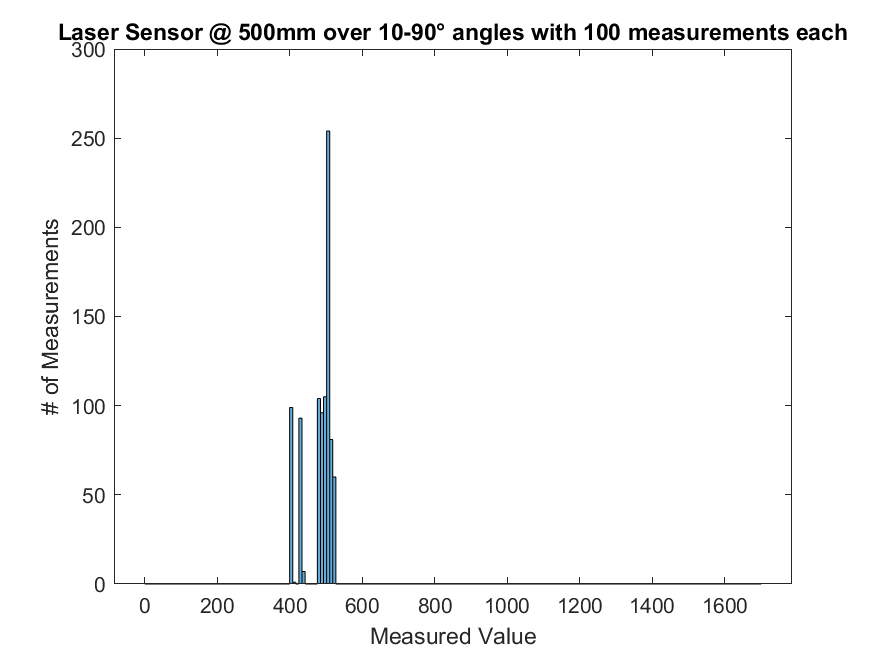 Laser Sensor @ 500mm over 10-90° angles with 100 measurements each
300
250
200
150
100
50
0
# of Measurements
0 200 400 600 800 1000 1200 1400 1600
Measured Value